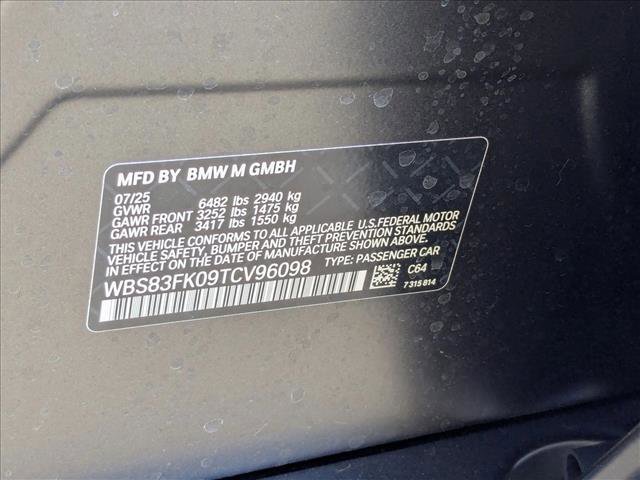 MFD BY BMW M GMBH
07/25
GVWR 6482 lbs 2940 kg
GAWR FRONT 3252 lbs 1475 kg
GAWR REAR 3417 lbs 1550 kg
THIS VEHICLE CONFORMS TO ALL APPLICABLE U.S.FEDERAL MOTOR
VEHICLE SAFETY, BUMPER AND THEFT PREVENTION STANDARDS
IN EFFECT ON THE DATE OF MANUFACTURE SHOWN ABOVE.
WBS83FK09TCV96098 TYPE: PASSENGER CAR
C64
7 315 814